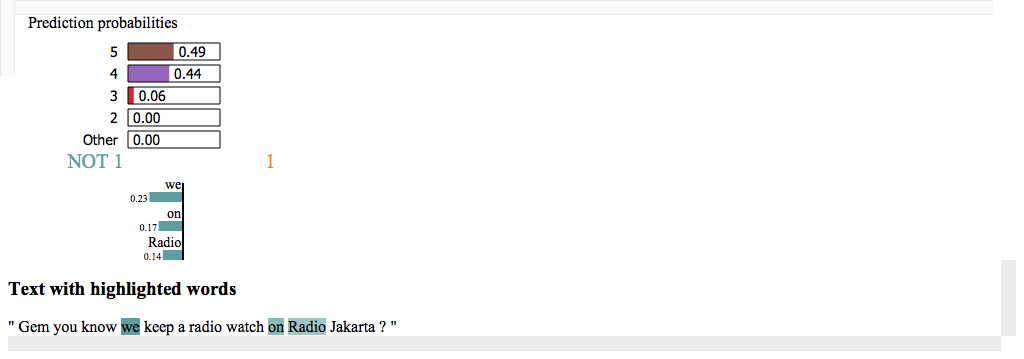 Prediction probabilities
5 0.49
4 0.44
3 0.06
2 0.00
Other 0.00
NOT 1 1
we
0.23
on
0.17
Radio
0.14
Text with highlighted words
" Gem you know we keep a radio watch on Radio Jakarta ? "